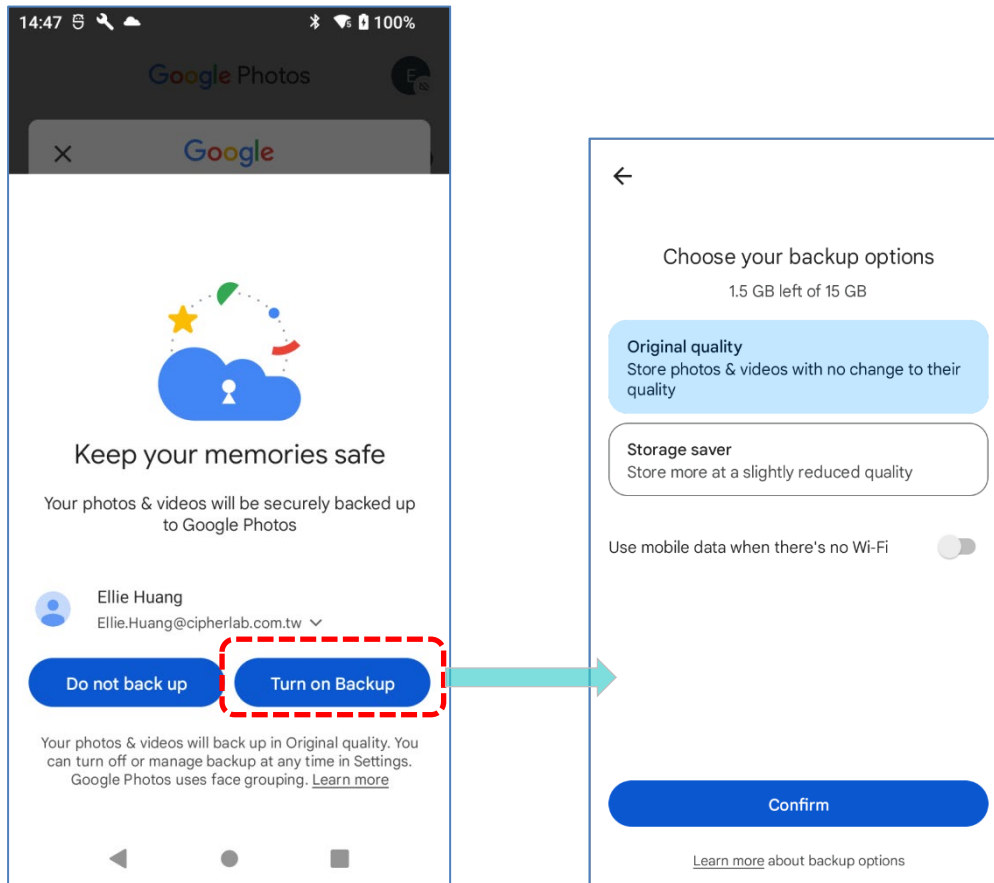 14:47
100%
Google Photos
E
Google
Keep your memories safe
Your photos & videos will be securely backed up
to Google Photos
Ellie Huang
Ellie.Huang@cipherlab.com.tw
Do not back up
Turn on Backup
Your photos & videos will back up in Original quality. You
can turn off or manage backup at any time in Settings.
Google Photos uses face grouping. Learn more
Choose your backup options
1.5 GB left of 15 GB
Original quality
Store photos & videos with no change to their
quality
Storage saver
Store more at a slightly reduced quality
Use mobile data when there's no Wi-Fi
Confirm
Learn more about backup options